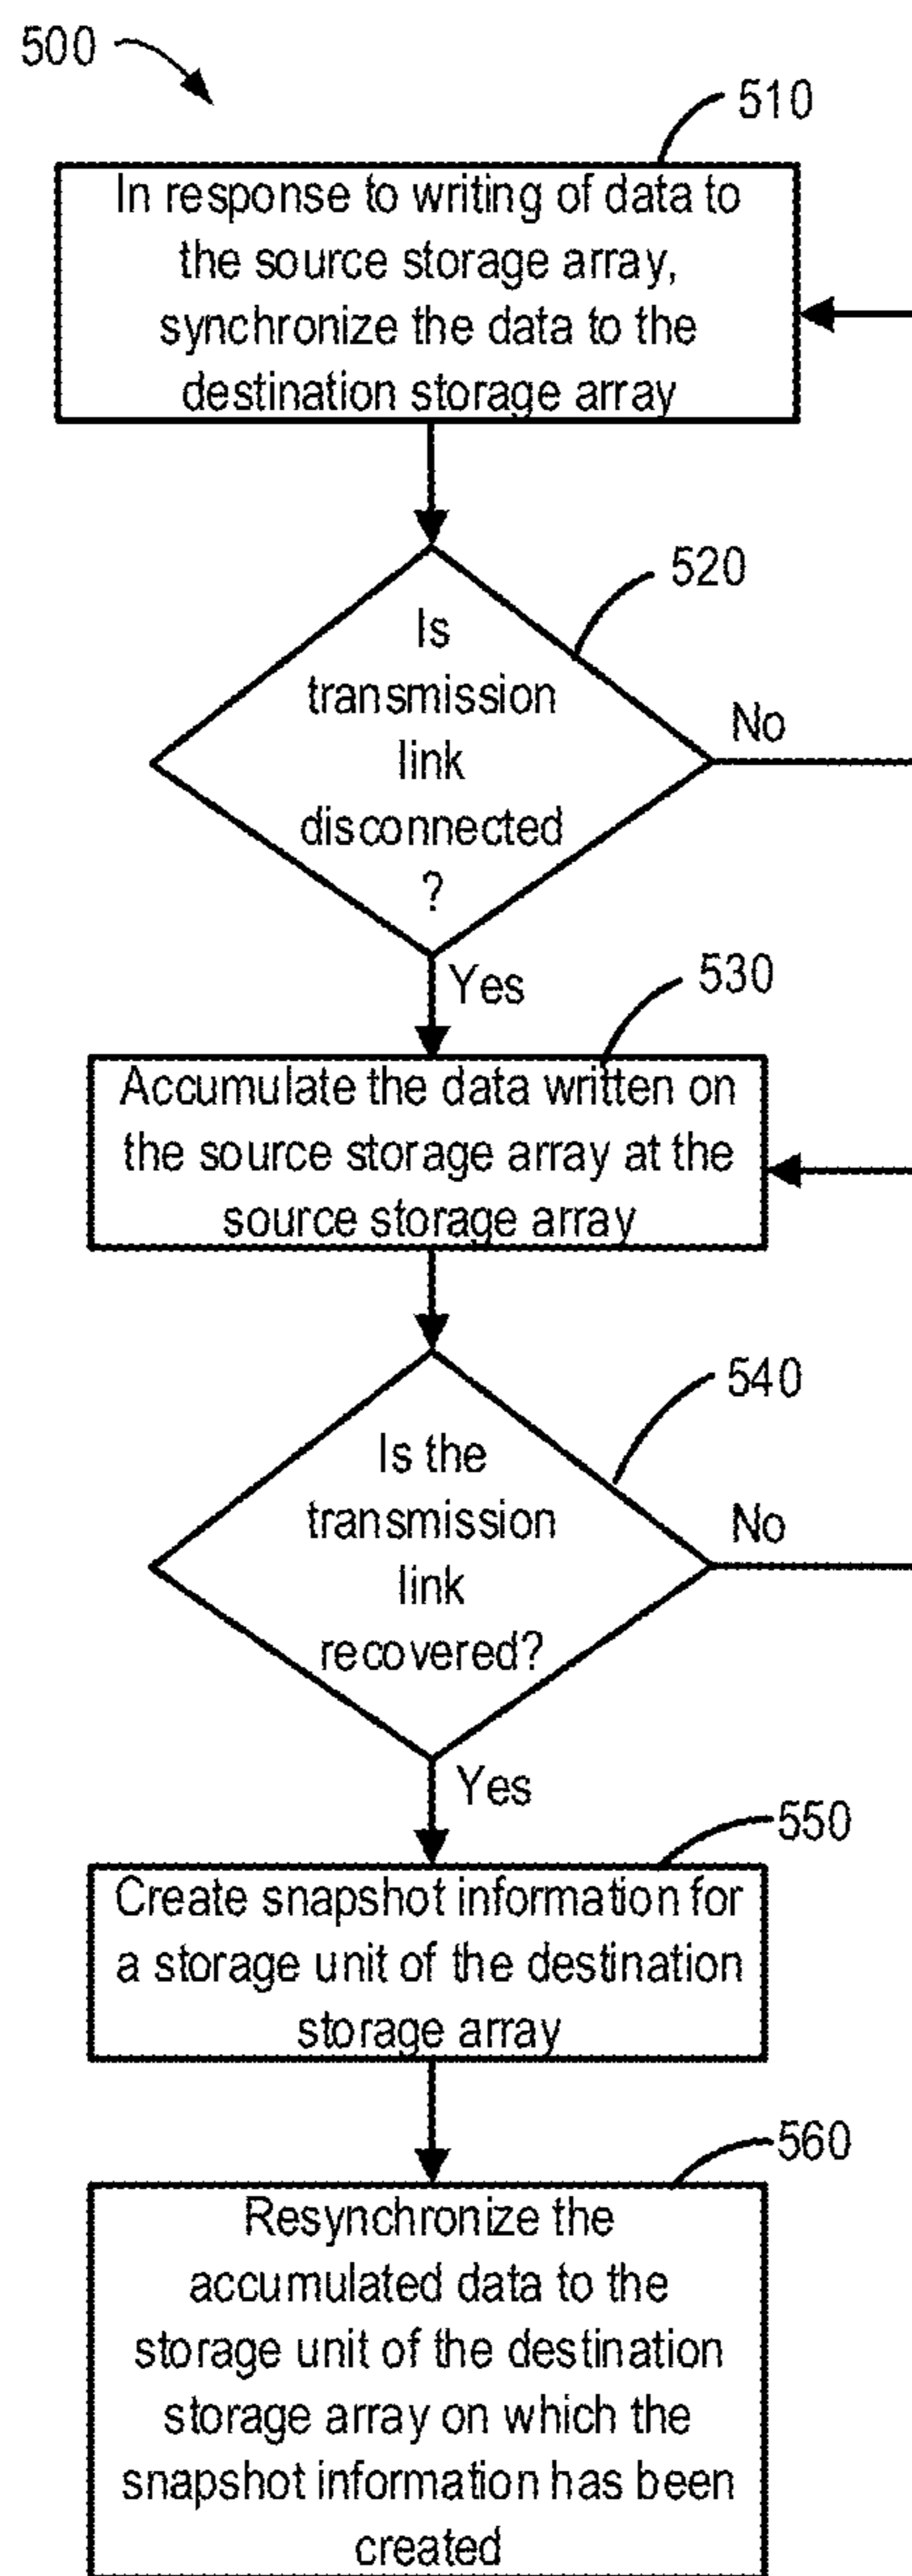 500
510
In response to writing of data to
the source storage array,
synchronize the data to the
destination storage array
520
Is
transmission
link
disconnected
?
No
Yes
530
Accumulate the data written on
the source storage array at the
source storage array
540
Is the
transmission
link
recovered?
No
Yes
550
Create snapshot information for
a storage unit of the destination
storage array
560
Resynchronize the
accumulated data to the
storage unit of the destination
storage array on which the
snapshot information has been
created